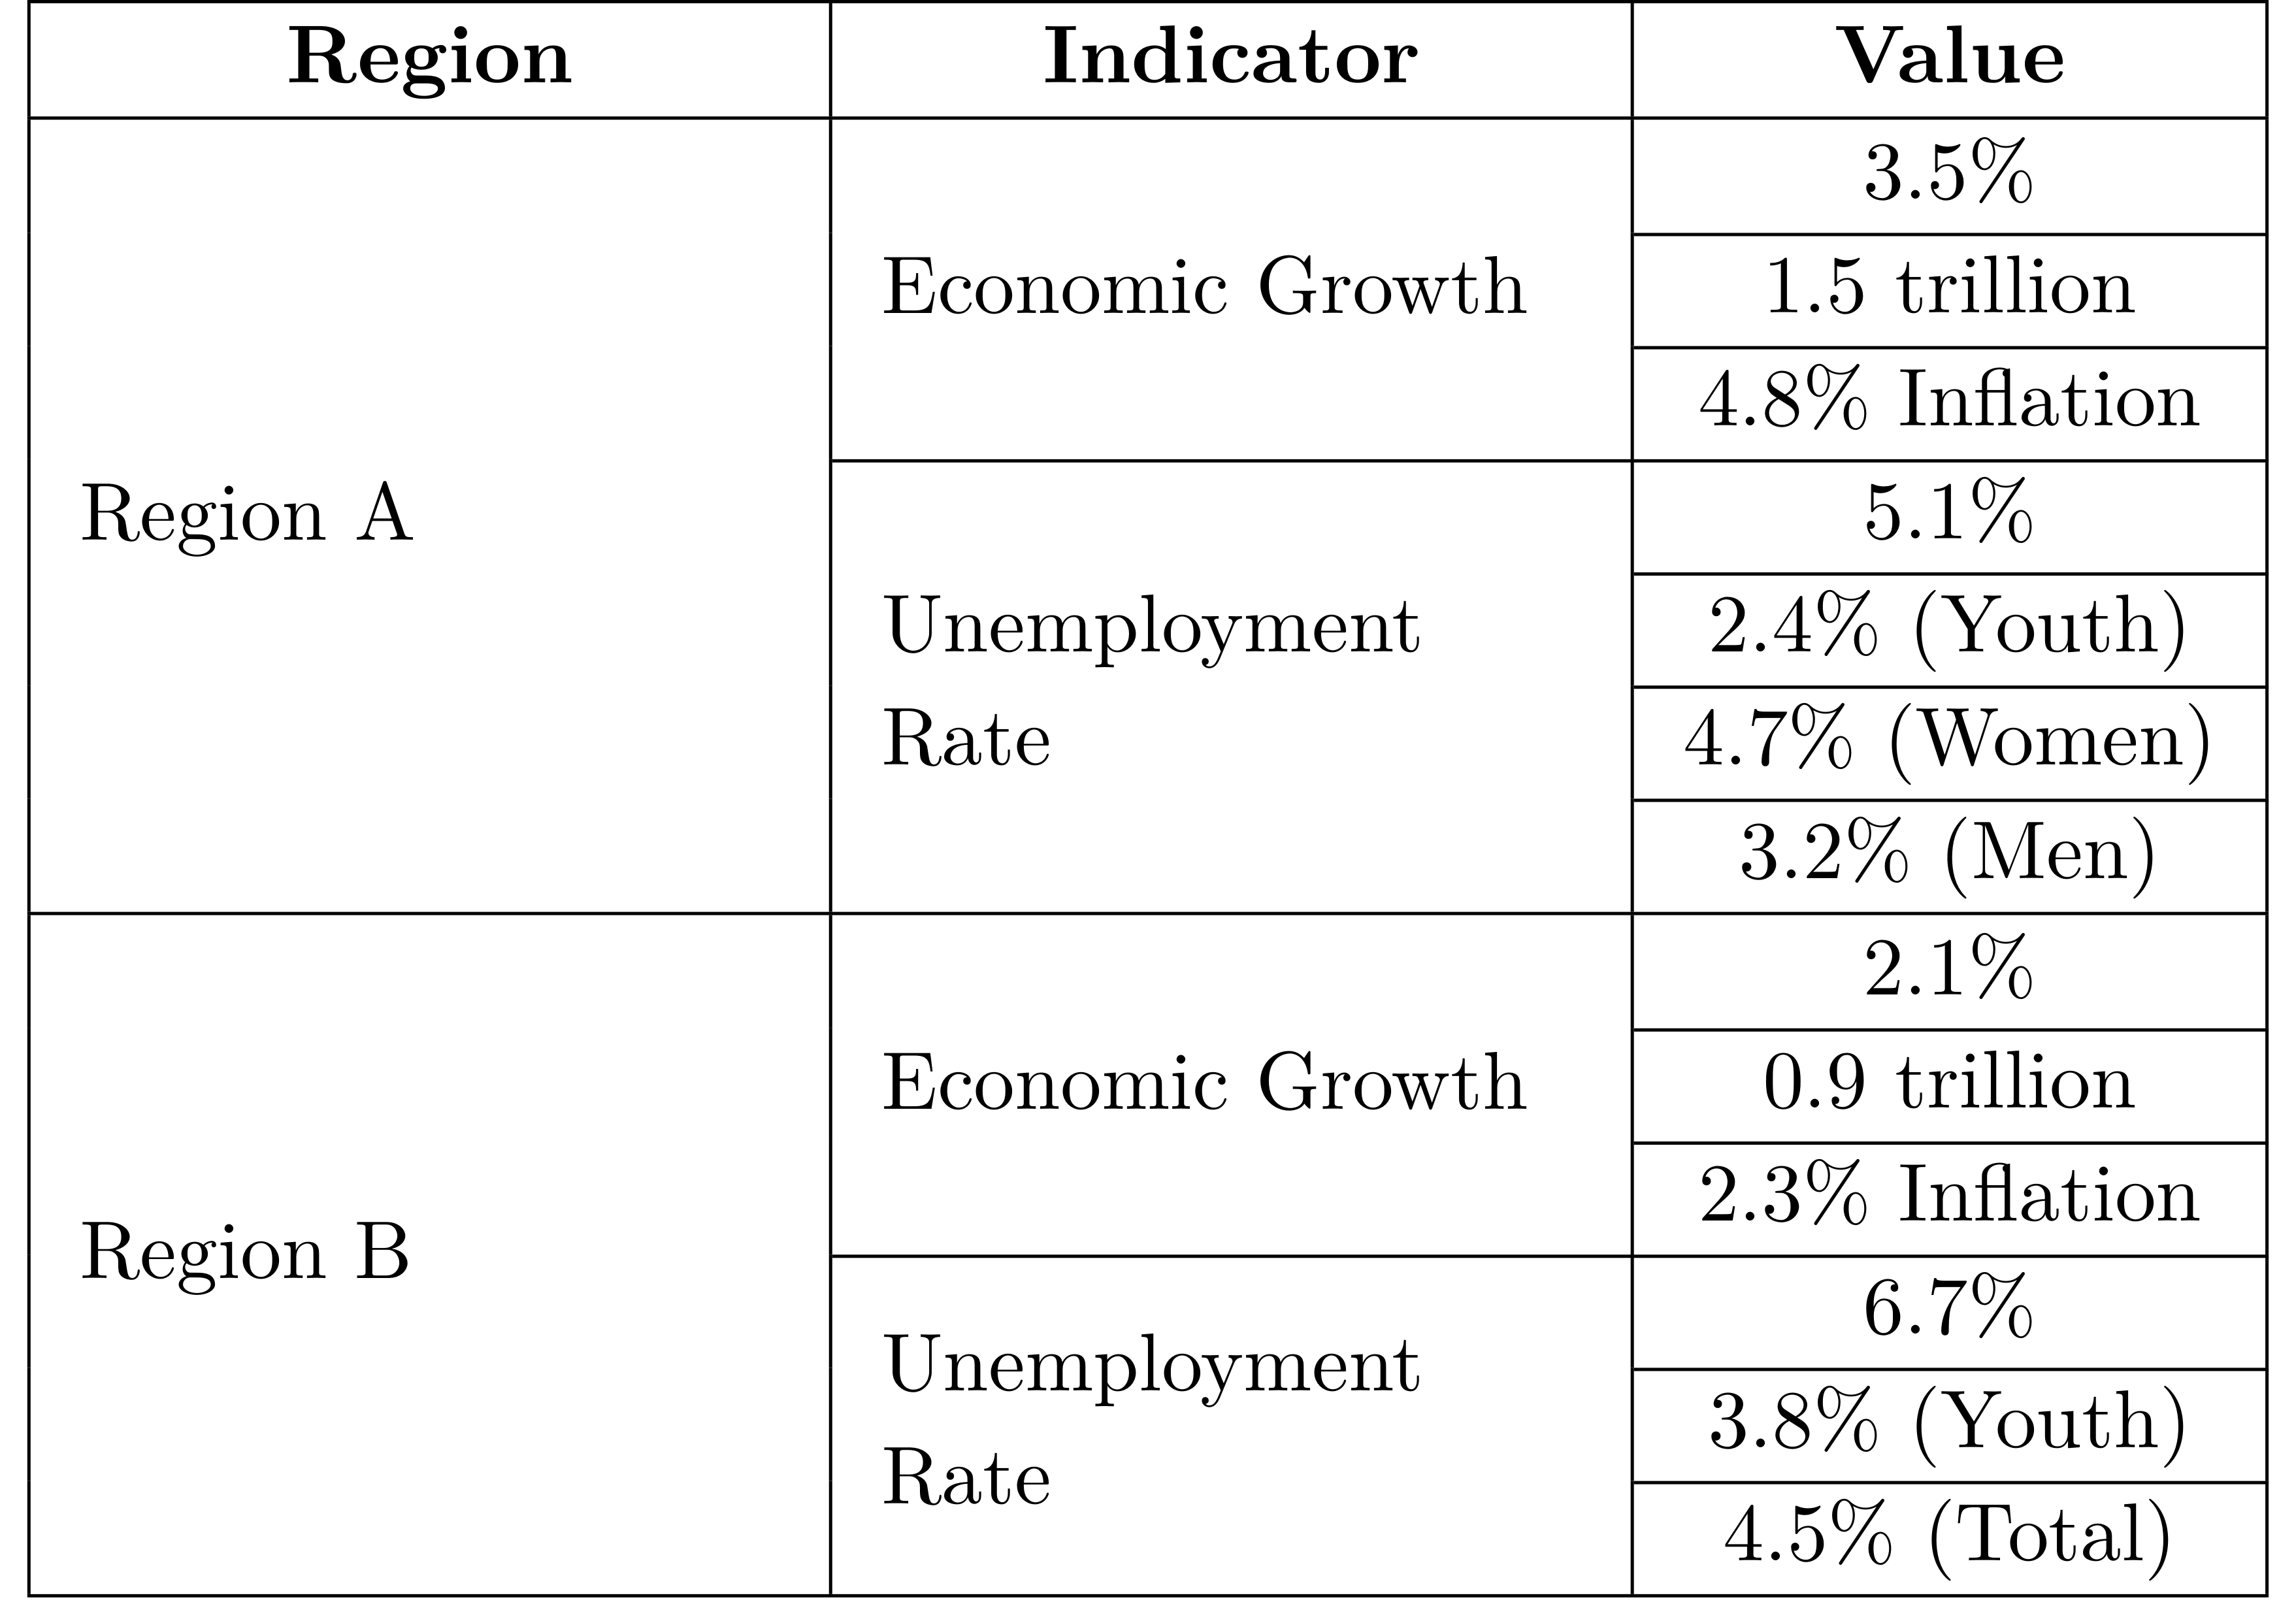 Region Indicator Value
Region A
Economic Growth
3.5%
1.5 trillion
4.8% Inflation
Unemployment
Rate
5.1%
2.4% (Youth)
4.7% (Women)
3.2% (Men)
Region B
Economic Growth
2.1%
0.9 trillion
2.3% Inflation
Unemployment
Rate
6.7%
3.8% (Youth)
4.5% (Total)